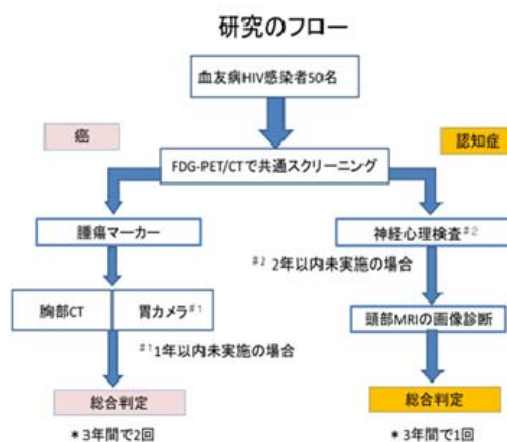 研究のフロー
血友病HIV感染者50名
癌
認知症
FDG-PET/CTで共通スクリーニング
腫瘍マーカー
神経心理検査#2
#2 2年以内未実施の場合
胸部CT
胃カメラ#1
頭部MRIの画像診断
#1 1年以内未実施の場合
総合判定
総合判定
*3年間で2回
*3年間で1回